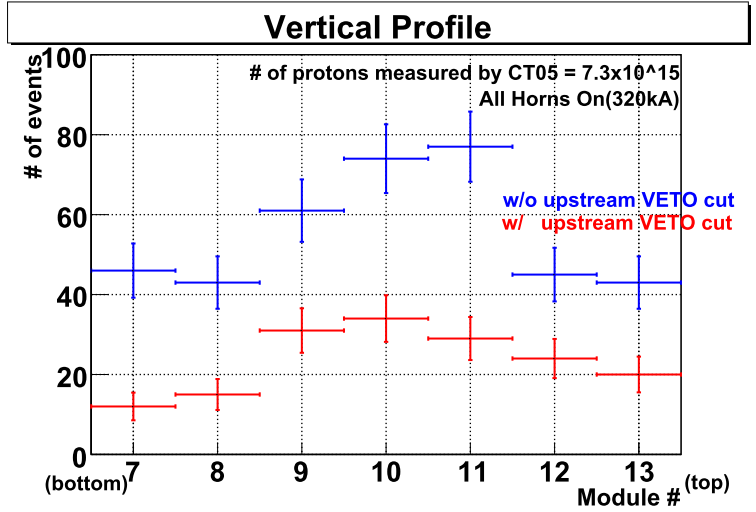 Vertical Profile
# of events
100
80
60
40
20
0
# of protons measured by CT05 = 7.3x10^15
All Horns On(320kA)
w/o upstream VETO cut
w/ upstream VETO cut
7 8 9 10 11 12 13
(bottom) (top)
Module #